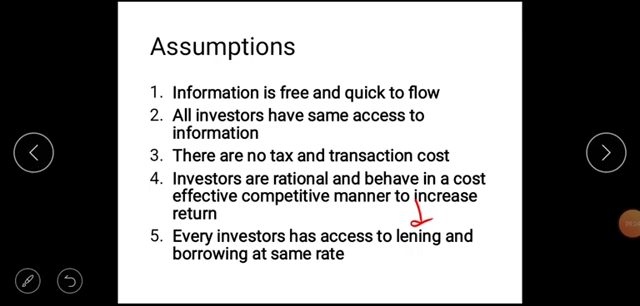 Assumptions
1. Information is free and quick to flow
2. All investors have same access to
information
3. There are no tax and transaction cost
4. Investors are rational and behave in a cost
effective competitive manner to increase
return
5. Every investors has access to lening and
borrowing at same rate